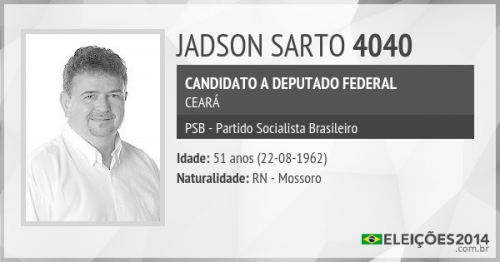 JADSON SARTO 4040
CANDIDATO A DEPUTADO FEDERAL
CEARÁ
PSB - Partido Socialista Brasileiro
Idade: 51 anos (22-08-1962)
Naturalidade: RN - Mossoro
ELEIÇÕES2014
.com.br